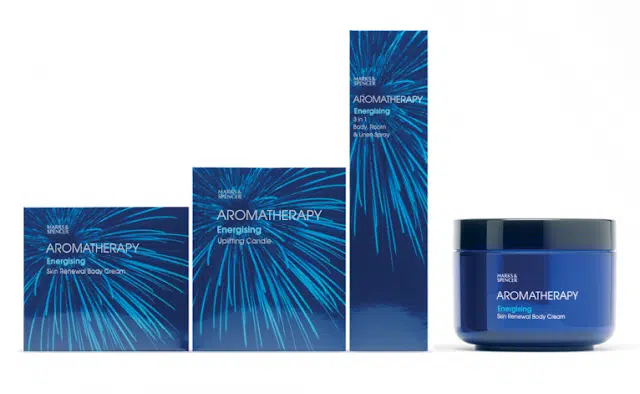 MARKS &
SPENCER
AROMATHERAPY
Energising
Skin Renewal Body Cream
MARKS &
SPENCER
AROMATHERAPY
Energising
Uplifting Candle
MARKS &
SPENCER
AROMATHERAPY
Energising
3 in 1
Body, Room
& Linen Spray
MARKS &
SPENCER
AROMATHERAPY
Energising
Skin Renewal Body Cream